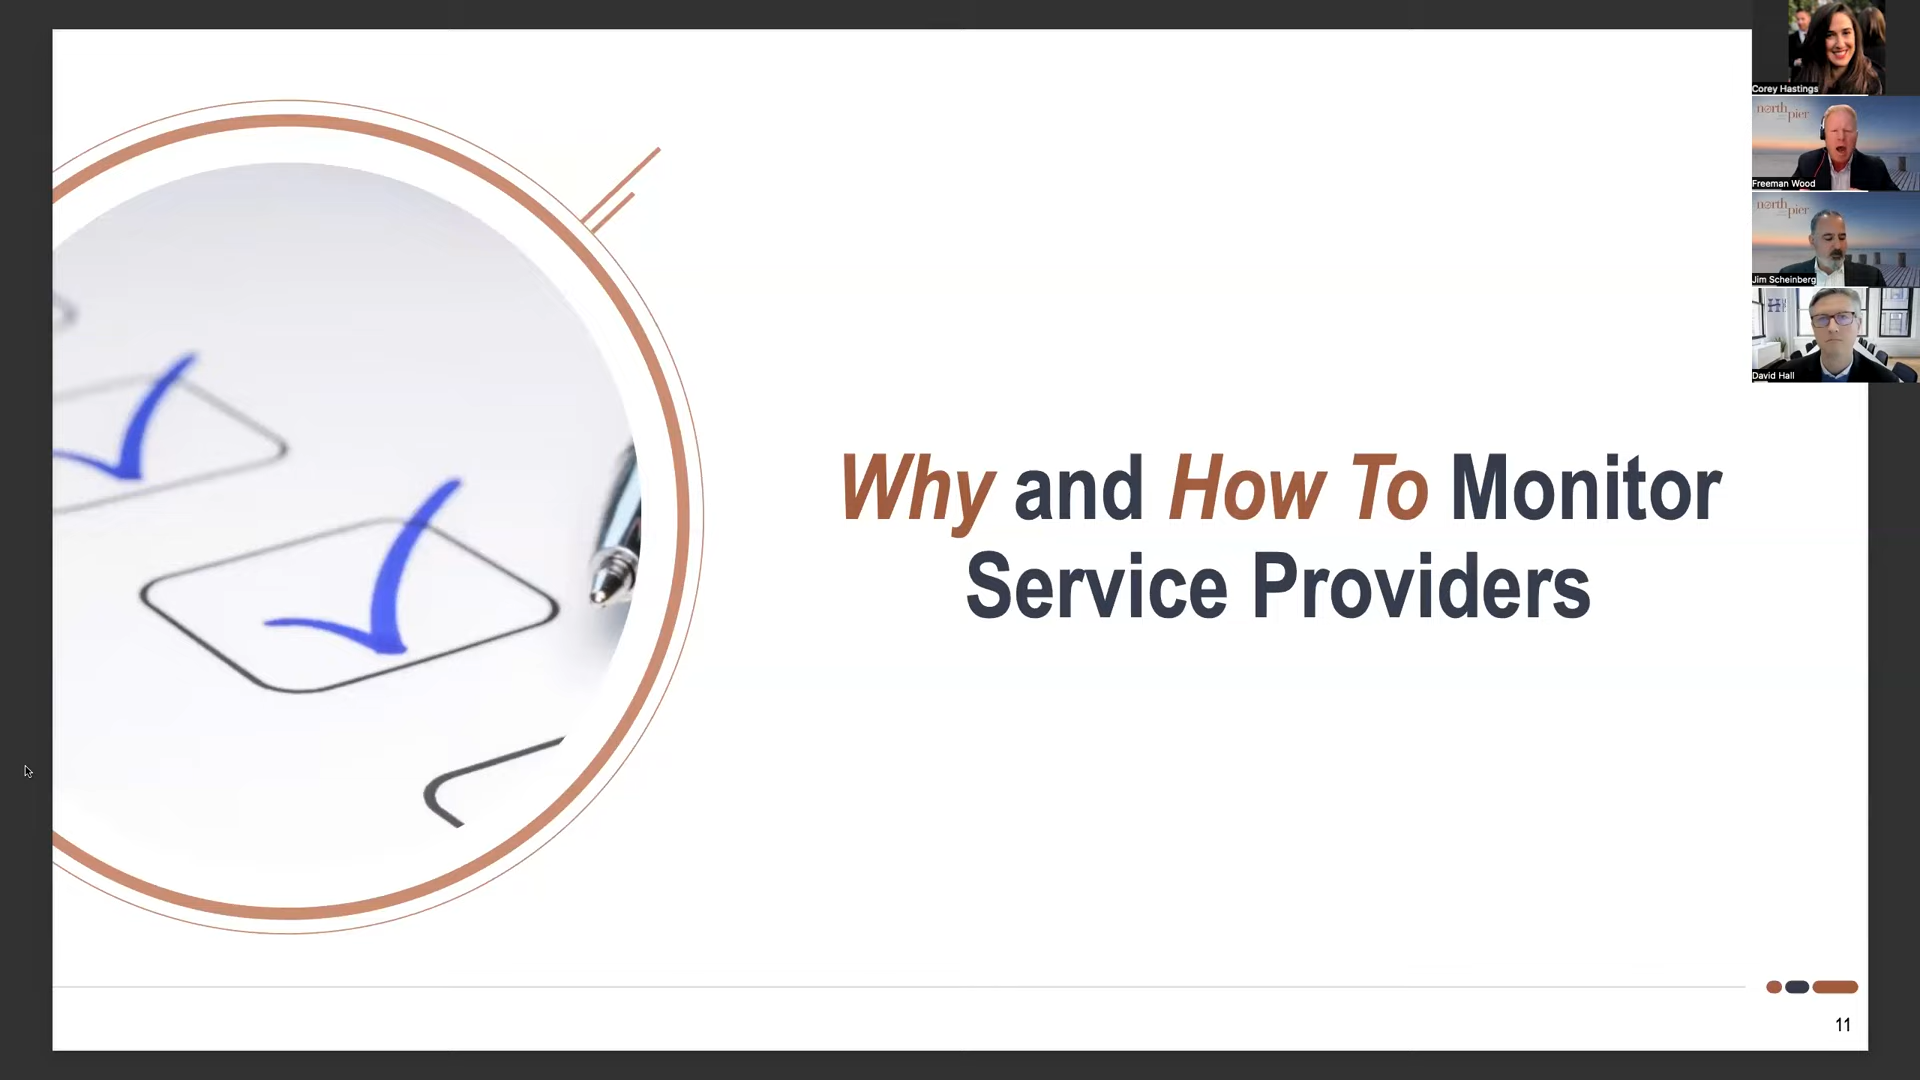 Corey Hastings
north
pier
Freeman Wood
north
pier
Jim Scheinberg
David Hall
Why and How To Monitor
Service Providers
11